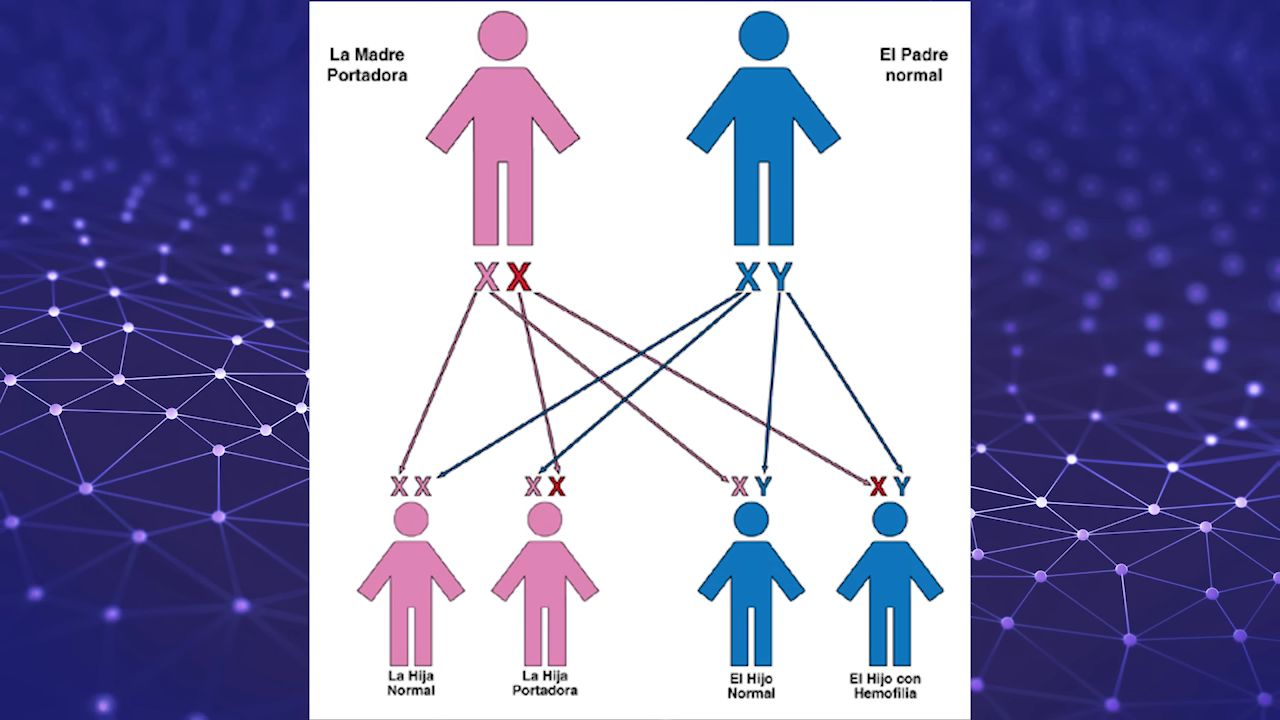 La Madre
Portadora
El Padre
normal
X X
X Y
X X
X X
X Y
X Y
La Hija
Normal
La Hija
Portadora
El Hijo
Normal
El Hijo con
Hemofilia